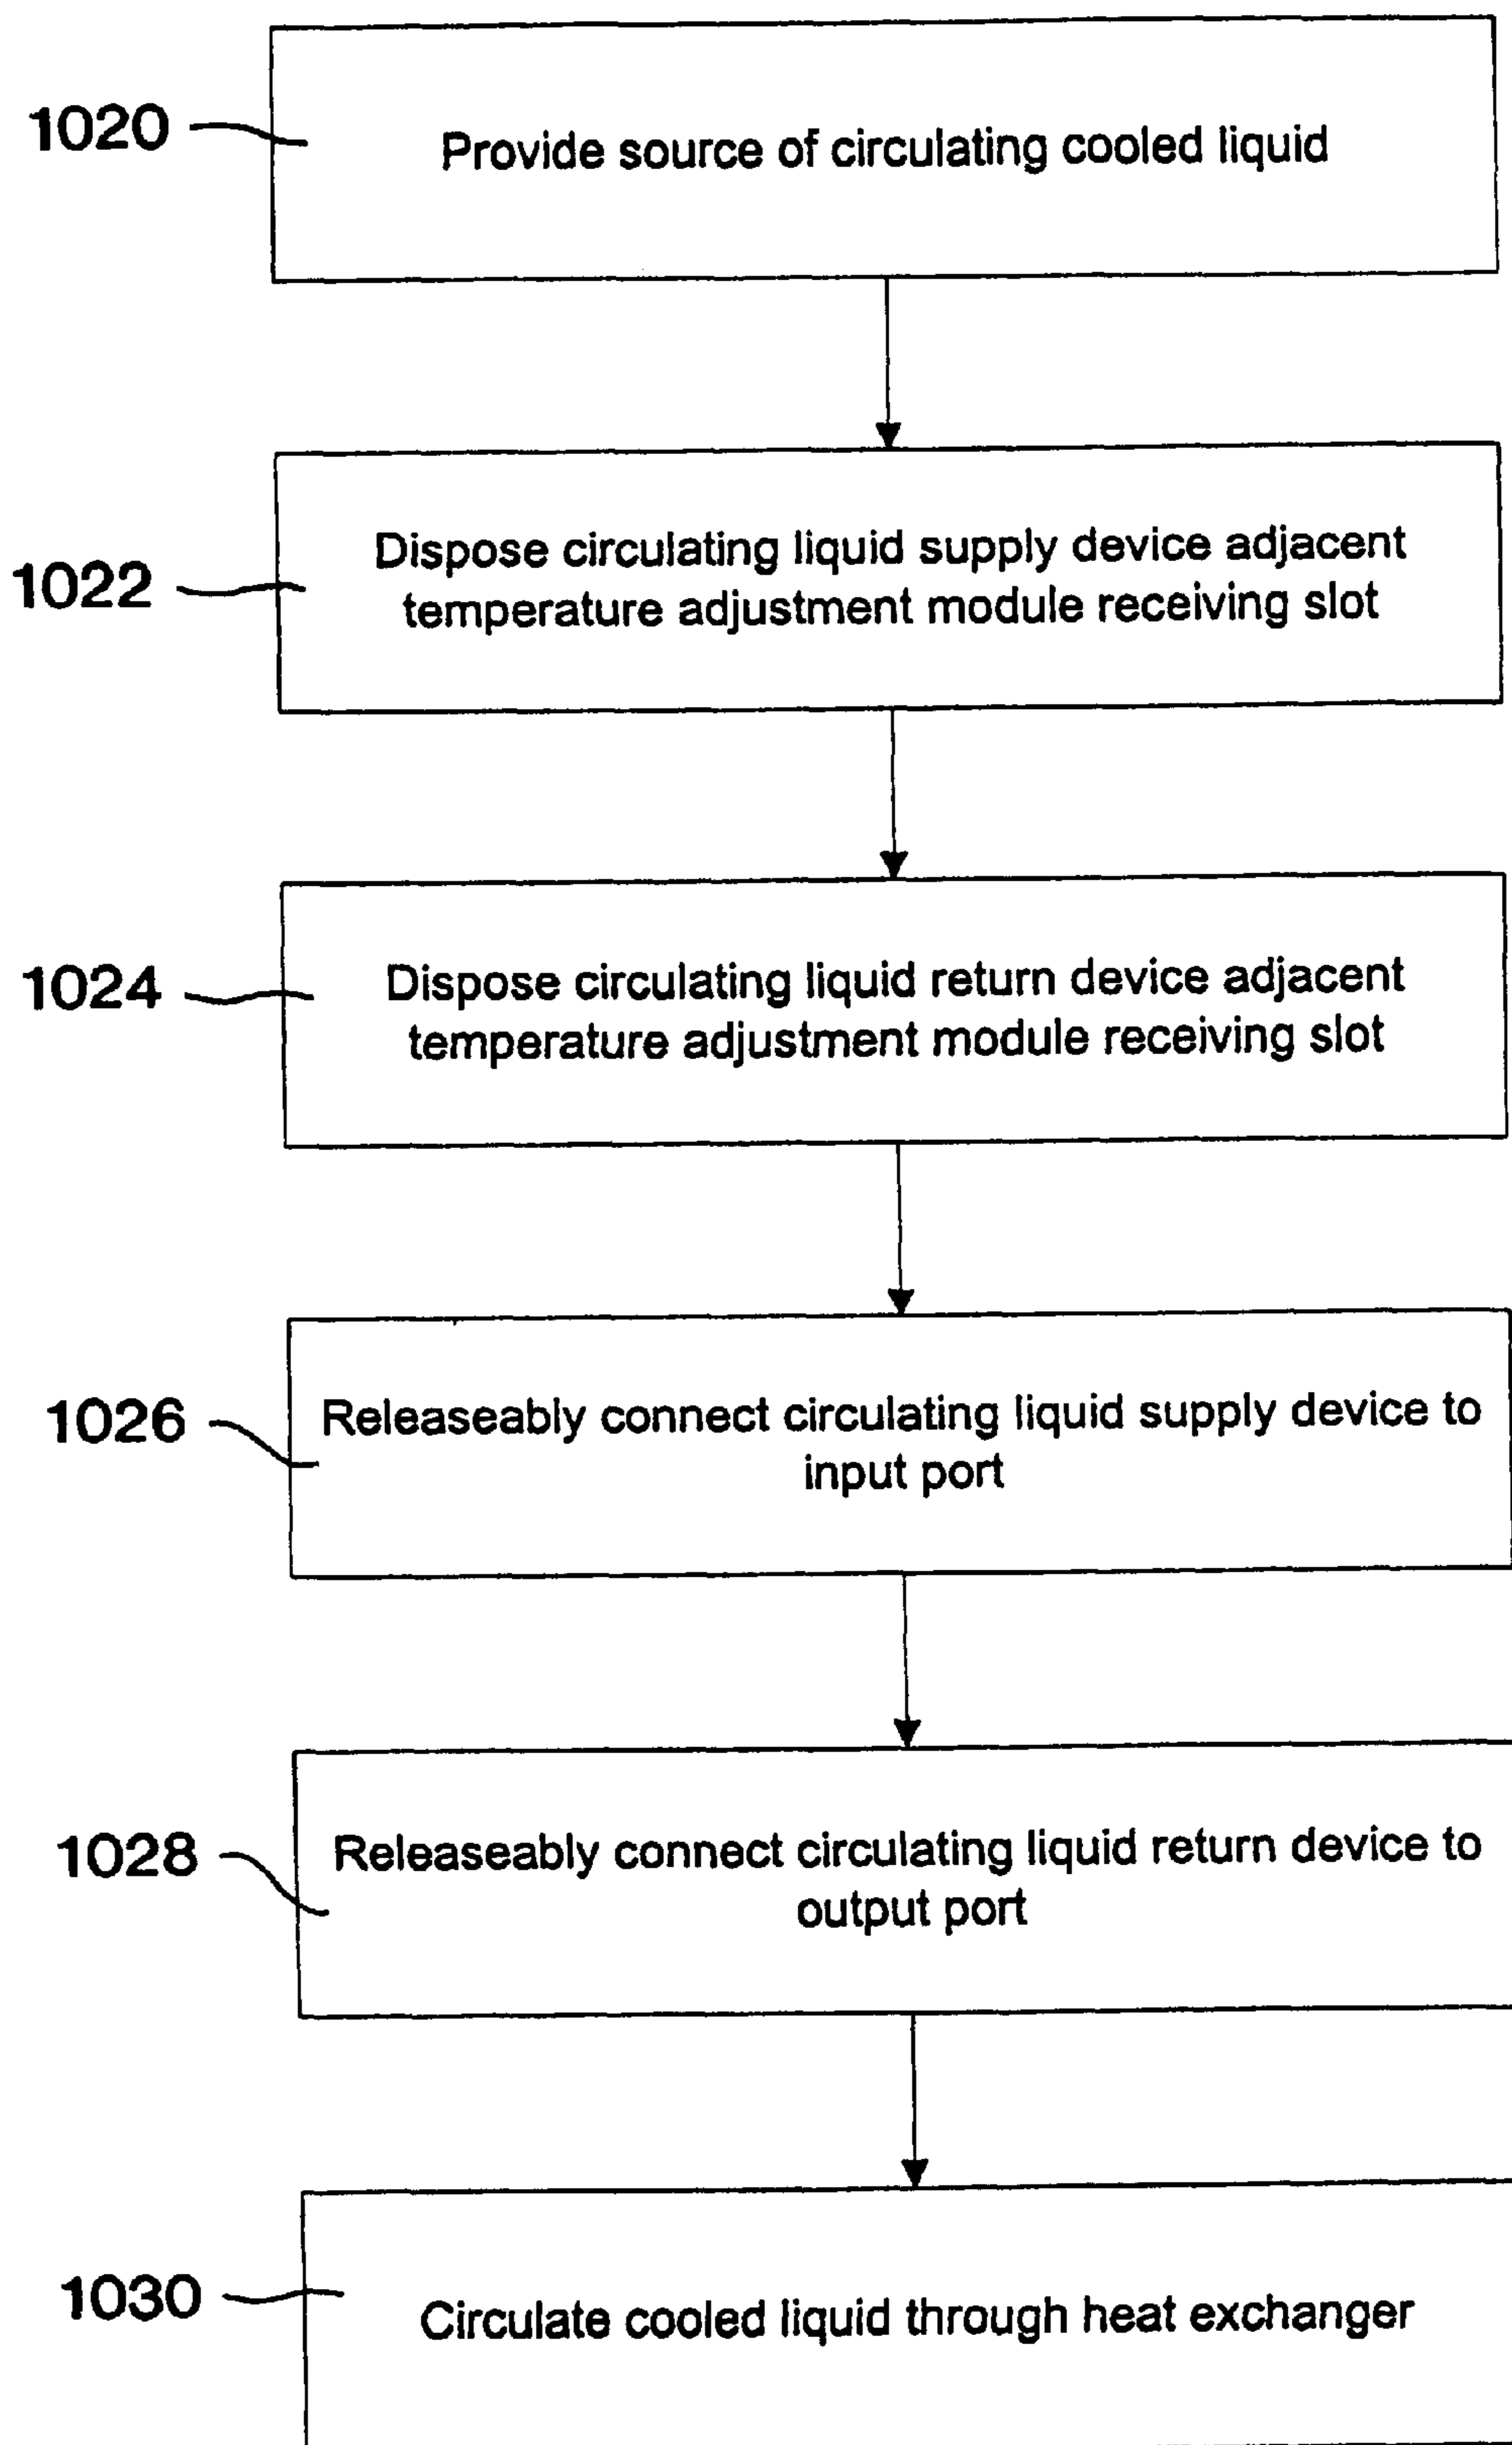 1020
Provide source of circulating cooled liquid
1022
Dispose circulating liquid supply device adjacent
temperature adjustment module receiving slot
1024
Dispose circulating liquid return device adjacent
temperature adjustment module receiving slot
1026
Releaseably connect circulating liquid supply device to
input port
1028
Releaseably connect circulating liquid return device to
output port
1030
Circulate cooled liquid through heat exchanger